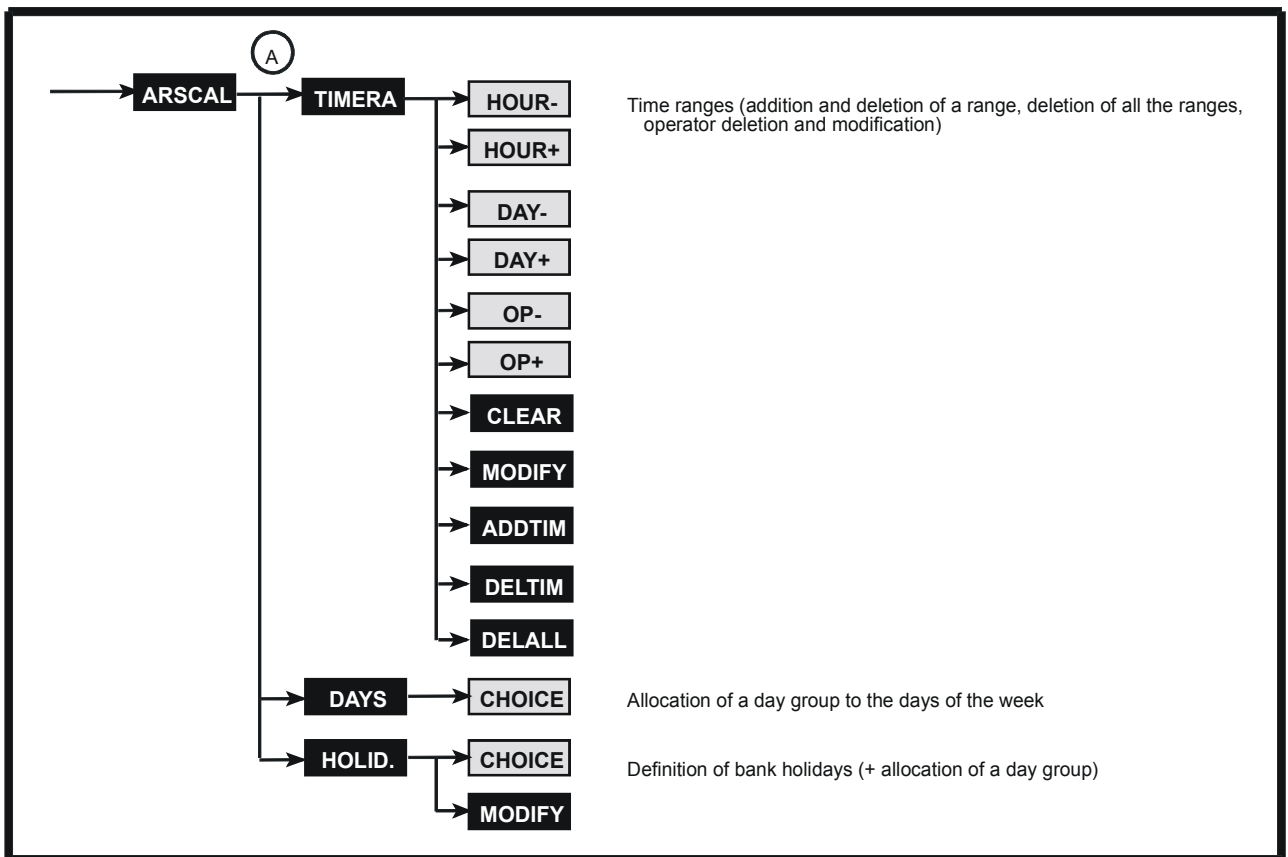 A
ARSCAL
TIMERA
HOUR-
Time ranges (addition and deletion of a range, deletion of all the ranges,
operator deletion and modification)
HOUR+
DAY-
DAY+
OP-
OP+
CLEAR
MODIFY
ADDTIM
DELTIM
DELALL
DAYS
CHOICE
Allocation of a day group to the days of the week
HOLID.
CHOICE
Definition of bank holidays (+ allocation of a day group)
MODIFY